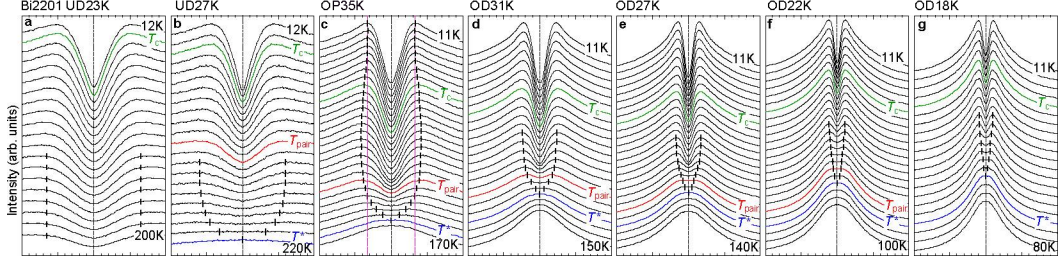 Bi2201 UD23K
UD27K
OP35K
OD31K
OD27K
OD22K
OD18K
a
12K
Tc
200K
b
12K
Tc
Tpair
T*
220K
c
11K
Tc
Tpair
T*
170K
d
11K
Tc
Tpair
T*
150K
e
11K
Tc
Tpair
T*
140K
f
11K
Tc
Tpair
T*
100K
g
11K
Tc
T*
80K
Intensity (arb. units)